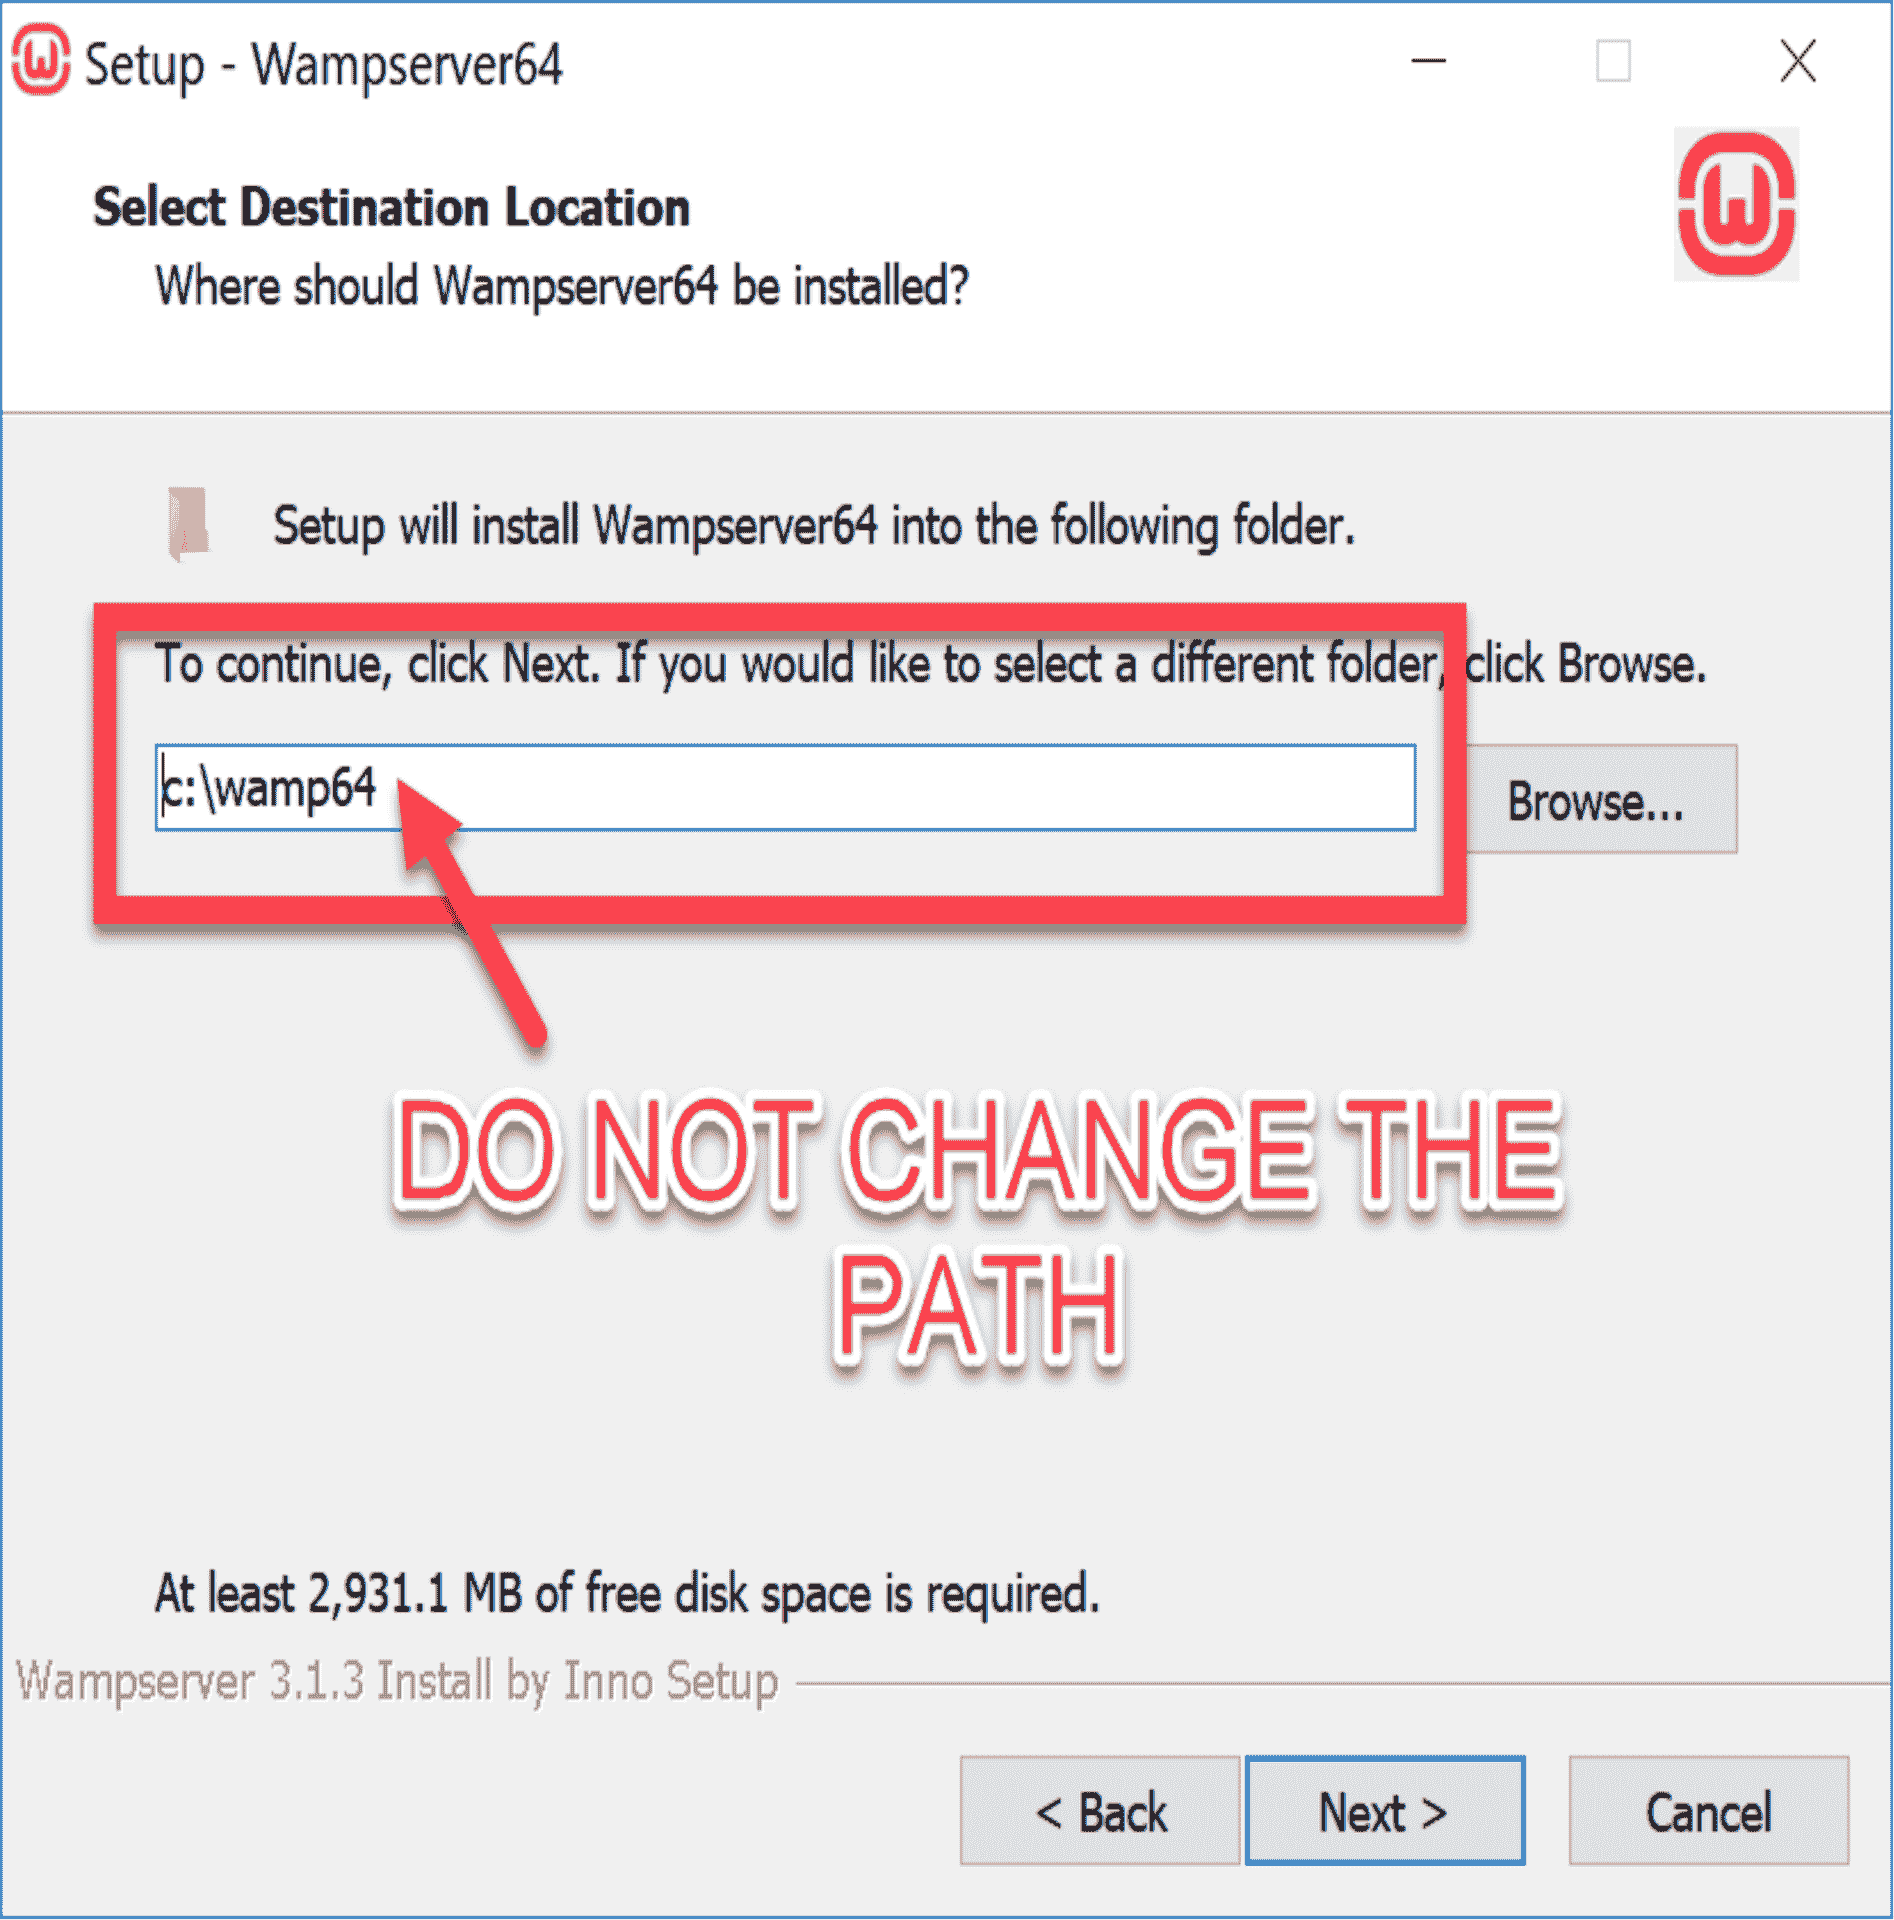 Setup - Wampserver64
Select Destination Location
Where should Wampserver64 be installed?
Setup will install Wampserver64 into the following folder.
To continue, click Next. If you would like to select a different folder, click Browse.
c:\wamp64
Browse...
DO NOT CHANGE THE
PATH
At least 2,931.1 MB of free disk space is required.
Wampserver 3.1.3 Install by Inno Setup
< Back
Next >
Cancel